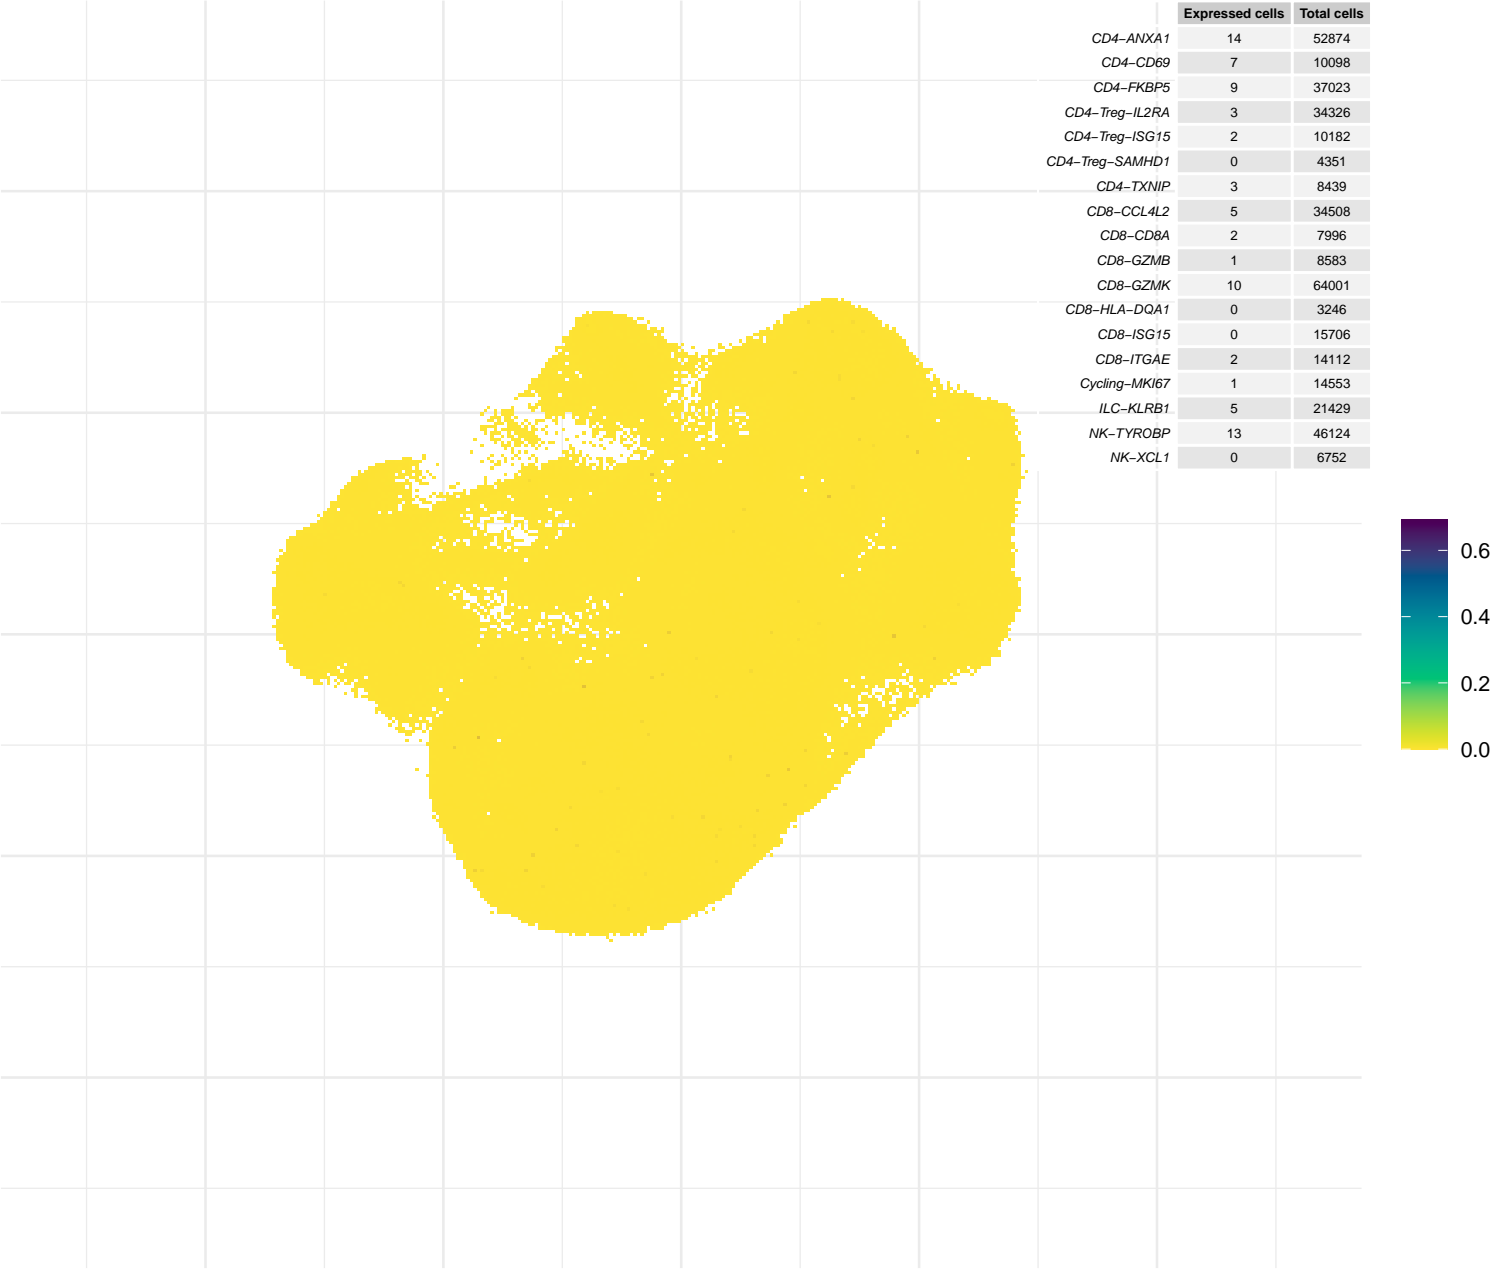 Expressed cells Total cells
CD4−ANXA1 14 52874
CD4−CD69 7 10098
CD4−FKBP5 9 37023
CD4−Treg−IL2RA 3 34326
CD4−Treg−ISG15 2 10182
CD4−Treg−SAMHD1 0 4351
CD4−TXNIP 3 8439
CD8−CCL4L2 5 34508
CD8−CD8A 2 7996
CD8−GZMB 1 8583
CD8−GZMK 10 64001
CD8−HLA−DQA1 0 3246
CD8−ISG15 0 15706
CD8−ITGAE 2 14112
Cycling−MKI67 1 14553
ILC−KLRB1 5 21429
NK−TYROBP 13 46124
NK−XCL1 0 6752
0.6
0.4
0.2
0.0